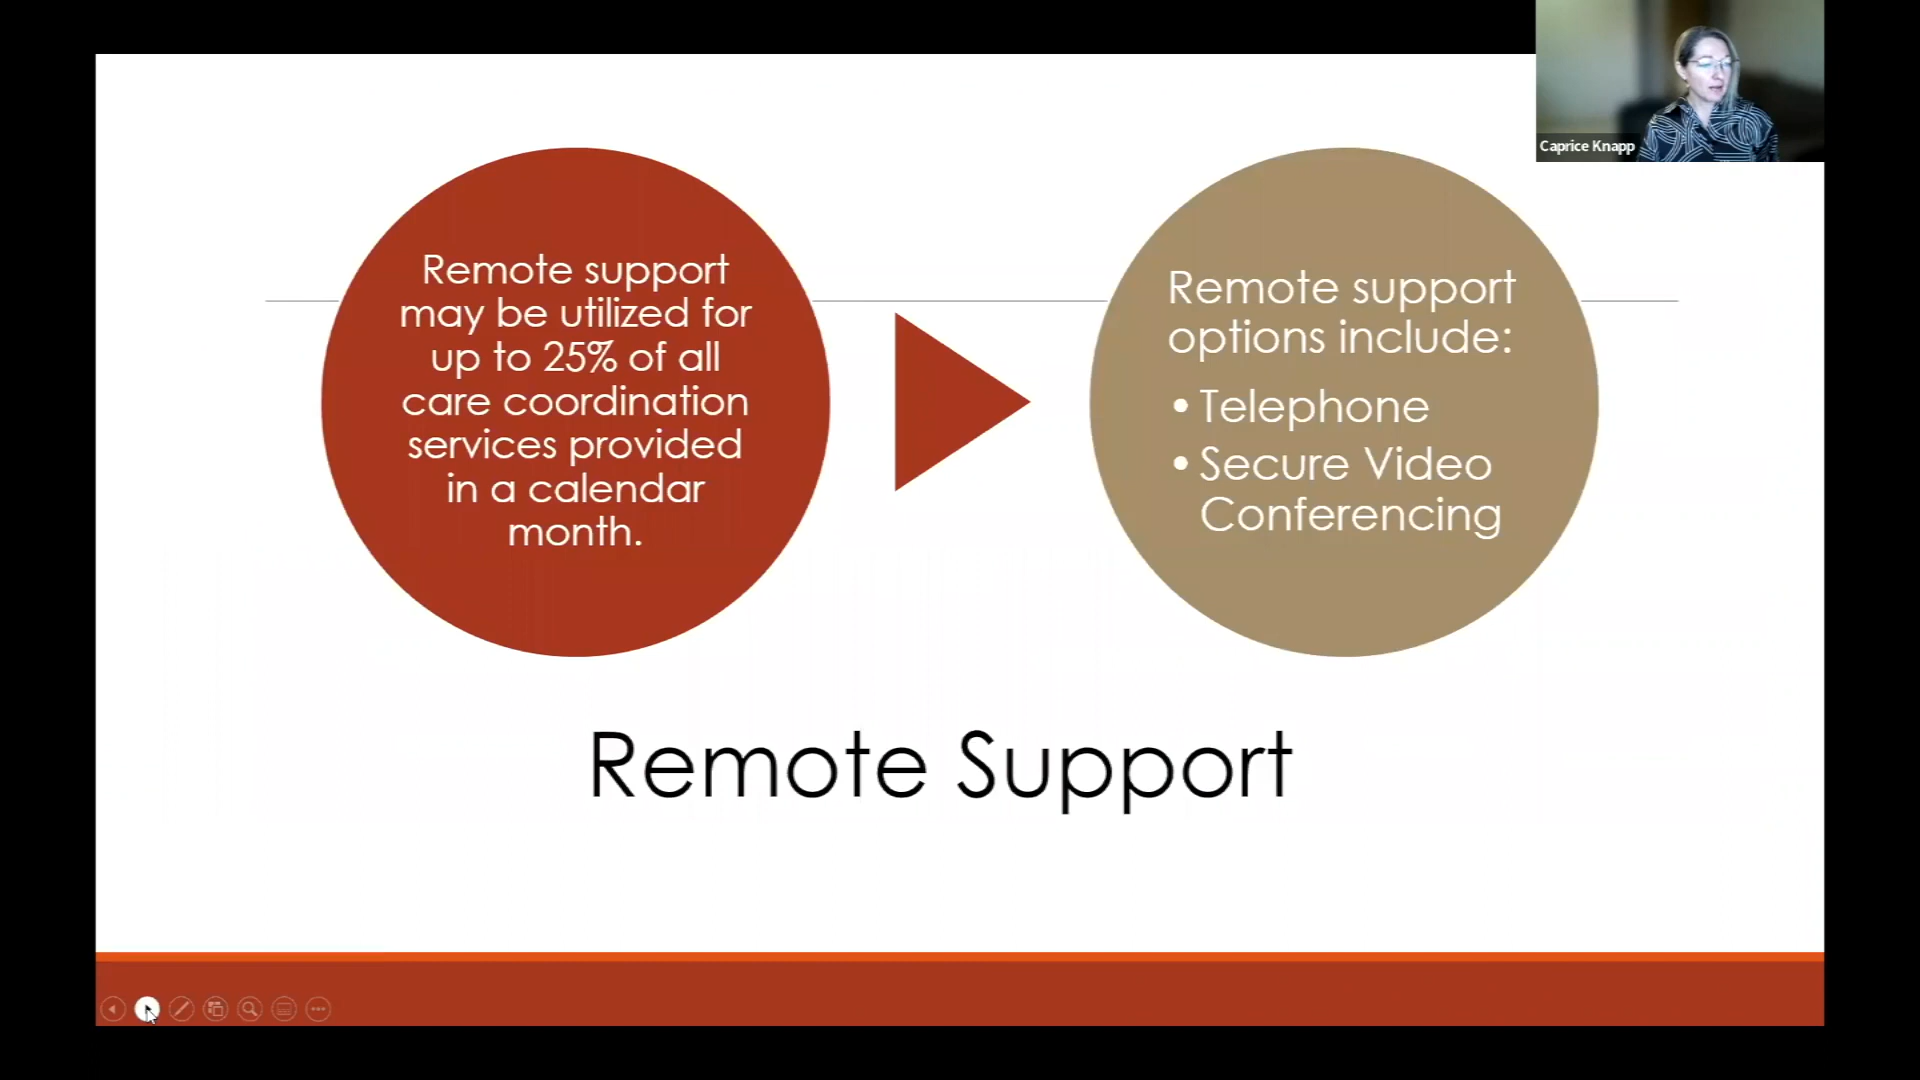 Caprice Knapp
Remote support
may be utilized for
up to 25% of all
care coordination
services provided
in a calendar
month.
Remote support
options include:
• Telephone
• Secure Video
Conferencing
Remote Support